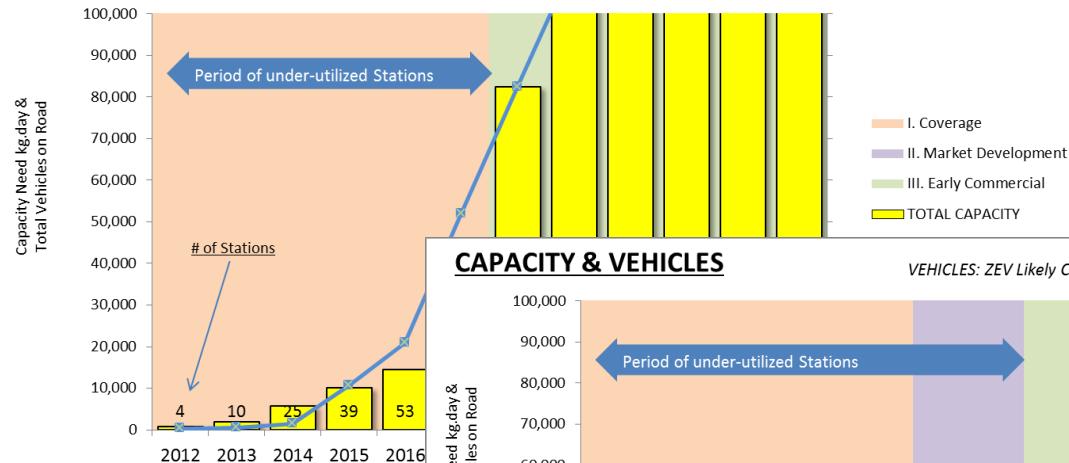 100,000
90,000
80,000
70,000
60,000
50,000
40,000
30,000
20,000
10,000
0
Capacity Need kg.day &
Total Vehicles on Road
Period of under-utilized Stations
# of Stations
4 10 25 39 53
2012 2013 2014 2015 2016
I. Coverage
II. Market Development
III. Early Commercial
TOTAL CAPACITY
CAPACITY & VEHICLES
VEHICLES: ZEV Likely C
100,000
90,000
80,000
70,000
Period of under-utilized Stations
eed kg.day &
les on Road